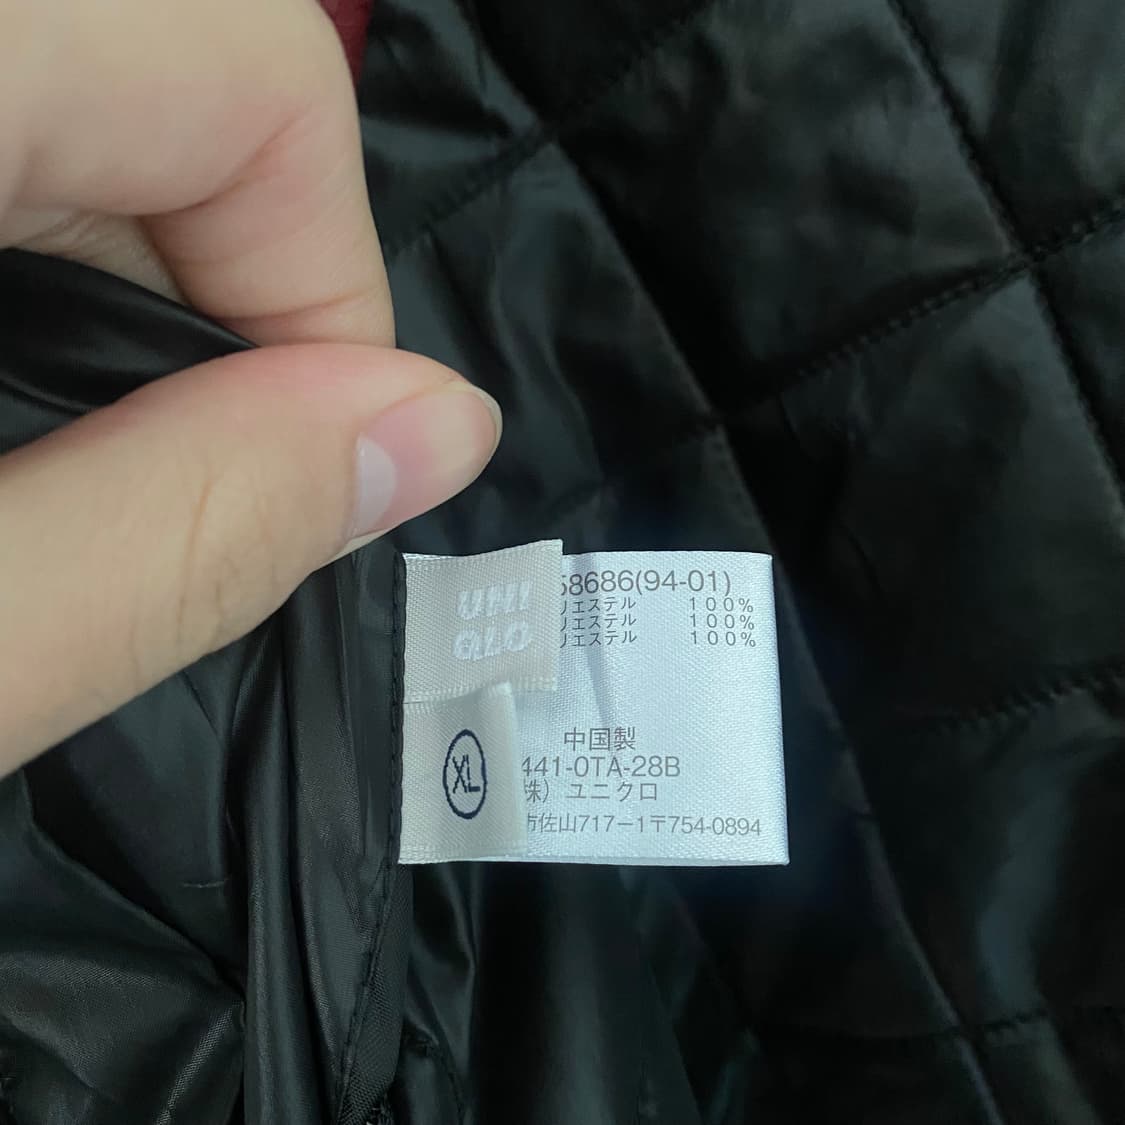 UNI
QLO
58686(94-01)
リエステル 100%
リエステル 100%
リエステル 100%
XL
中国製
441-0TA-28B
株）ユニクロ
市佐山717－1〒754-0894